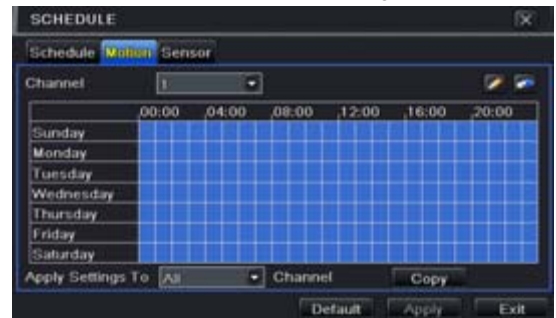 SCHEDULE
Schedule Motion Sensor
Channel 1
00:00 04:00 08:00 12:00 16:00 20:00
Sunday
Monday
Tuesday
Wednesday
Thursday
Friday
Saturday
Apply Settings To All Channel Copy
Default Apply Exit